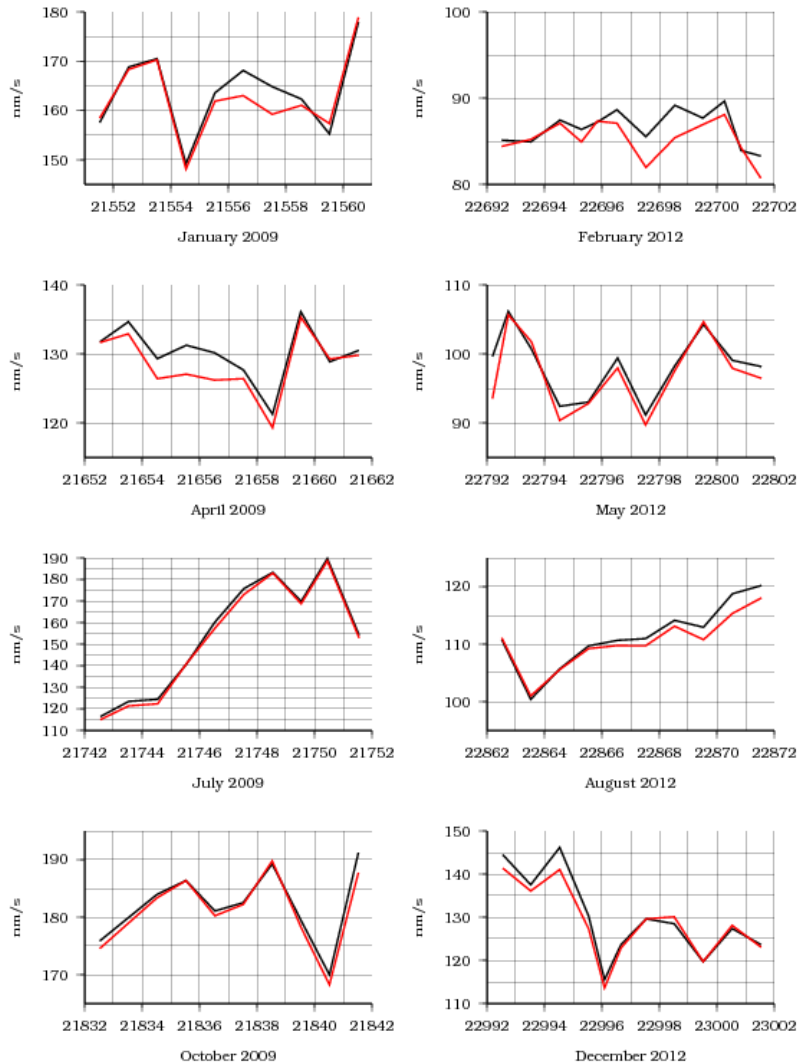 180
170
160
150
nm/s
21552 21554 21556 21558 21560
January 2009
100
90
80
nm/s
22692 22694 22696 22698 22700 22702
February 2012
140
130
120
nm/s
21652 21654 21656 21658 21660 21662
April 2009
110
100
90
nm/s
22792 22794 22796 22798 22800 22802
May 2012
190
180
170
160
150
140
130
120
110
nm/s
21742 21744 21746 21748 21750 21752
July 2009
120
110
100
nm/s
22862 22864 22866 22868 22870 22872
August 2012
190
180
170
nm/s
21832 21834 21836 21838 21840 21842
October 2009
150
140
130
120
110
nm/s
22992 22994 22996 22998 23000 23002
December 2012